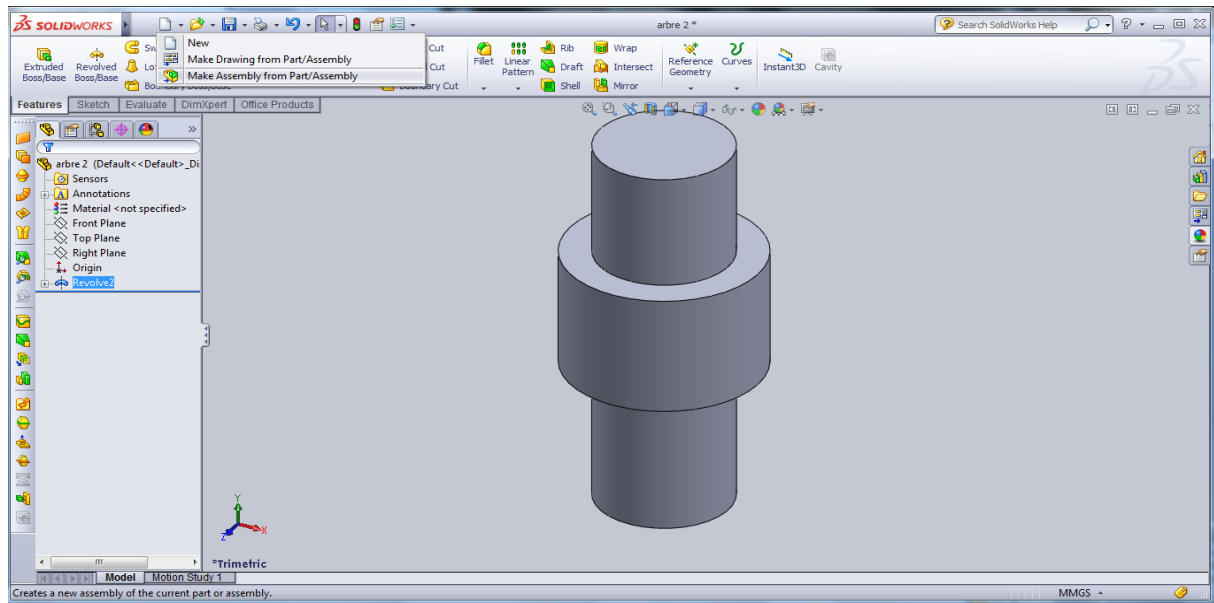 SOLIDWORKS
arbre 2 *
Search SolidWorks Help
New
Make Drawing from Part/Assembly
Make Assembly from Part/Assembly
Extruded Boss/Base
Revolved Boss/Base
Cut
Cut
Fillet
Linear Pattern
Rib
Draft
Shell
Wrap
Intersect
Mirror
Reference Geometry
Curves
Instant3D
Cavity
Features
Sketch
Evaluate
DimXpert
Office Products
arbre 2 (Default<<Default>_Di
Sensors
Annotations
Material <not specified>
Front Plane
Top Plane
Right Plane
Origin
Revolve2
Y
X
Z
*Trimetric
Model
Motion Study 1
Creates a new assembly of the current part or assembly.
MMGS